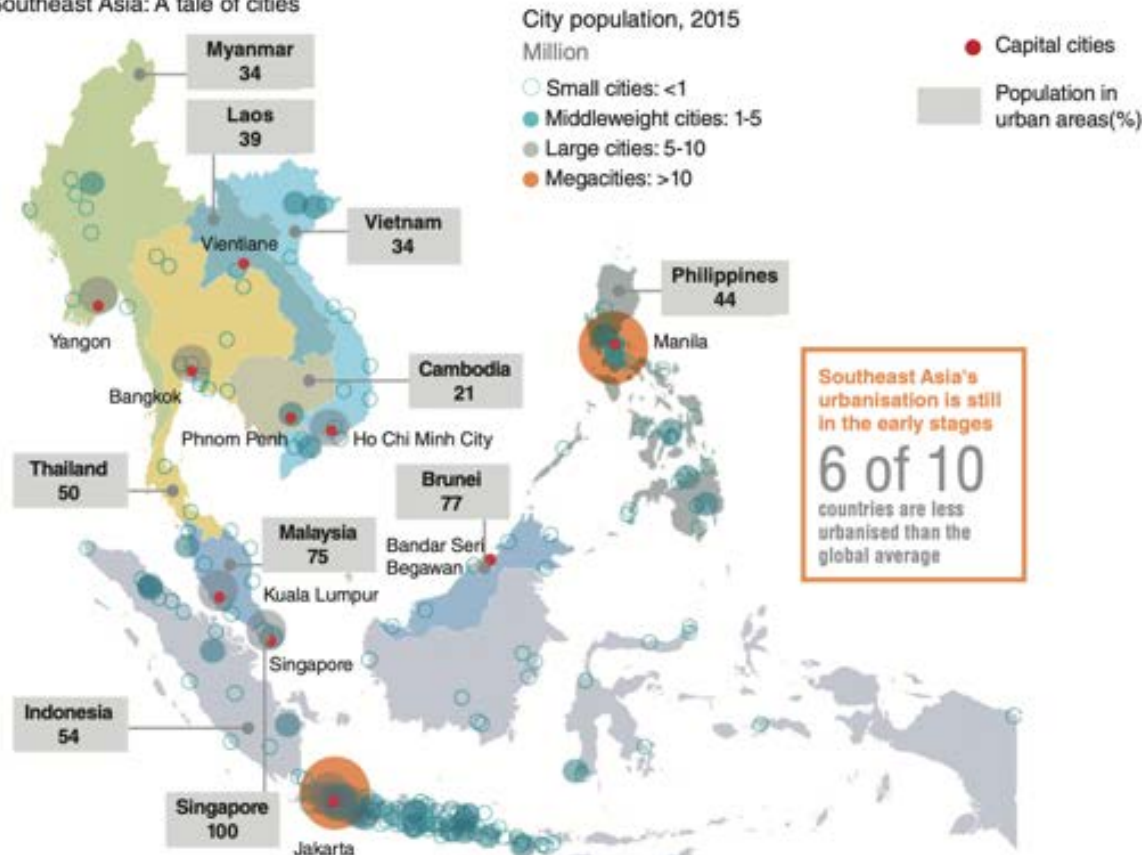 Southeast Asia: A tale of cities
City population, 2015
Million
Small cities: <1
Middleweight cities: 1-5
Large cities: 5-10
Megacities: >10
Capital cities
Population in
urban areas(%)
Myanmar
34
Laos
39
Vietnam
34
Vientiane
Philippines
44
Manila
Yangon
Bangkok
Cambodia
21
Phnom Penh
Ho Chi Minh City
Southeast Asia's
urbanisation is still
in the early stages
6 of 10
countries are less
urbanised than the
global average
Thailand
50
Brunei
77
Malaysia
75
Bandar Seri
Begawan
Kuala Lumpur
Singapore
Indonesia
54
Singapore
100
Jakarta